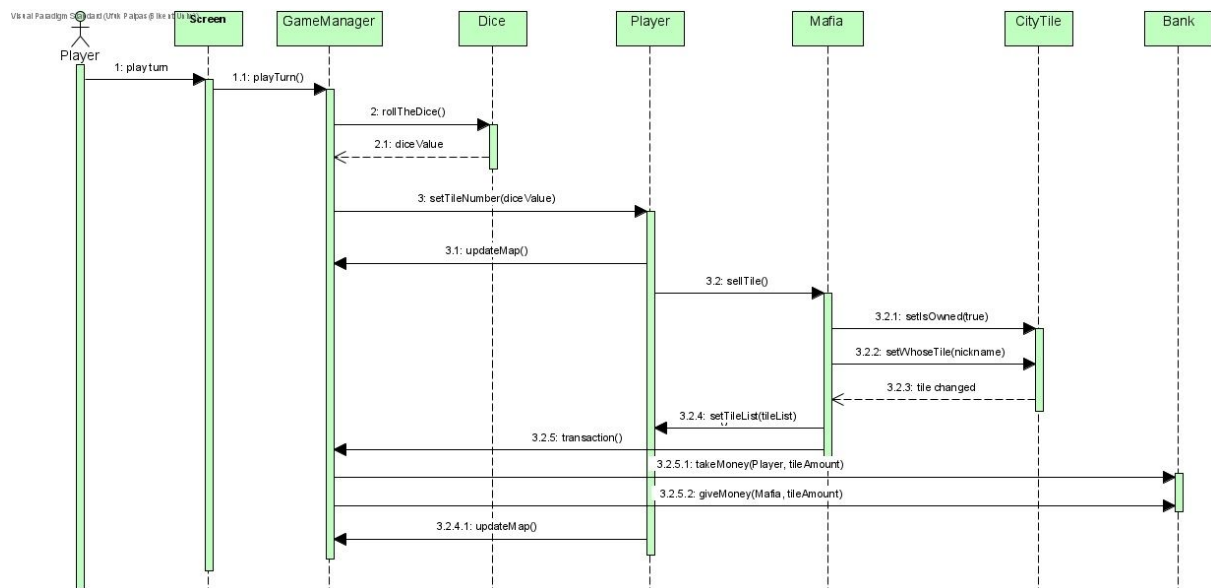 Visual Paradigm Standard
Screen
GameManager
Dice
Player
Mafia
CityTile
Bank
Player
1: play turn
1.1: playTurn()
2: rollTheDice()
2.1: diceValue
3: setTileNumber(diceValue)
3.1: updateMap()
3.2: sellTile()
3.2.1: setIsOwned(true)
3.2.2: setWhoseTile(nickname)
3.2.3: tile changed
3.2.4: setTileList(tileList)
3.2.5: transaction()
3.2.5.1: takeMoney(Player, tileAmount)
3.2.5.2: giveMoney(Mafia, tileAmount)
3.2.4.1: updateMap()